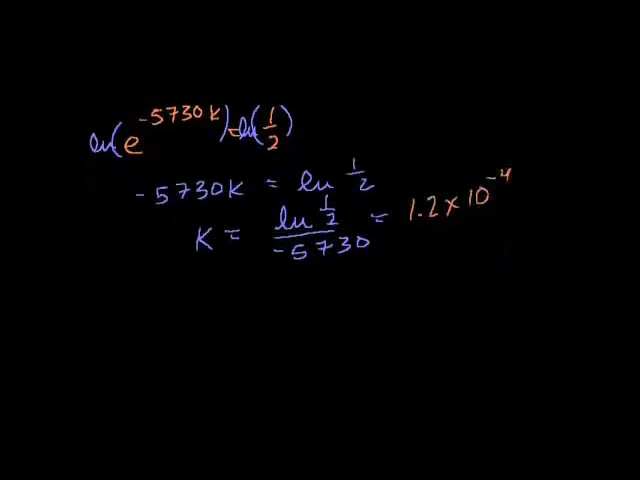 ln(e^{-5730k}) = ln(1/2)
-5730k = ln 1/2
k = ln 1/2 / -5730 = 1.2 x 10^{-4}